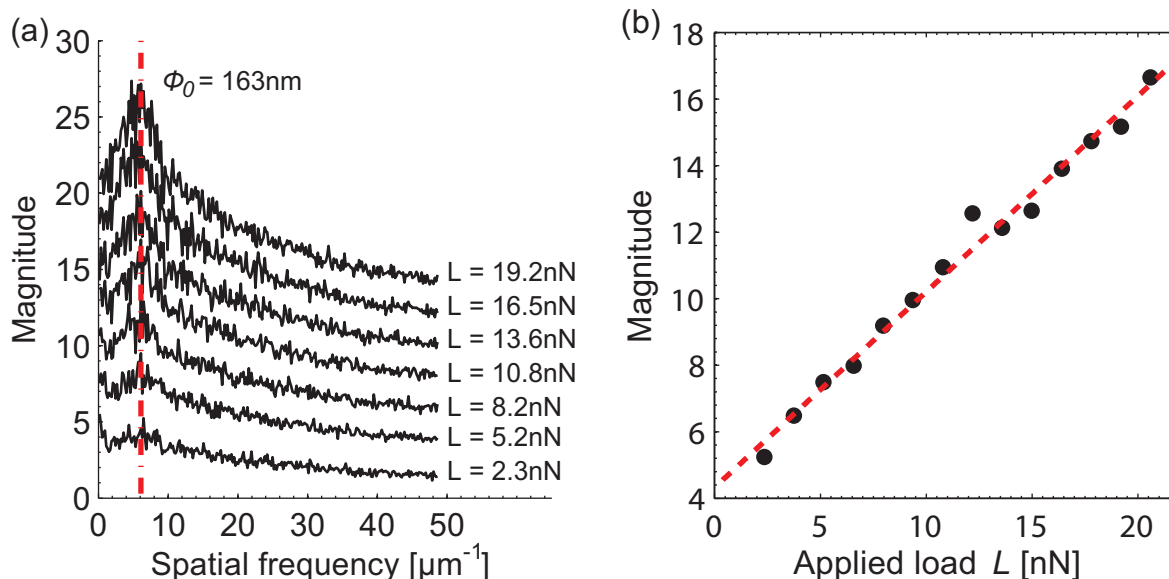 (a)
30
25
20
15
10
5
0
Magnitude
Φ₀ = 163nm
L = 19.2nN
L = 16.5nN
L = 13.6nN
L = 10.8nN
L = 8.2nN
L = 5.2nN
L = 2.3nN
0 10 20 30 40 50
Spatial frequency [µm⁻¹]
(b)
18
16
14
12
10
8
6
4
Magnitude
0 5 10 15 20
Applied load L [nN]